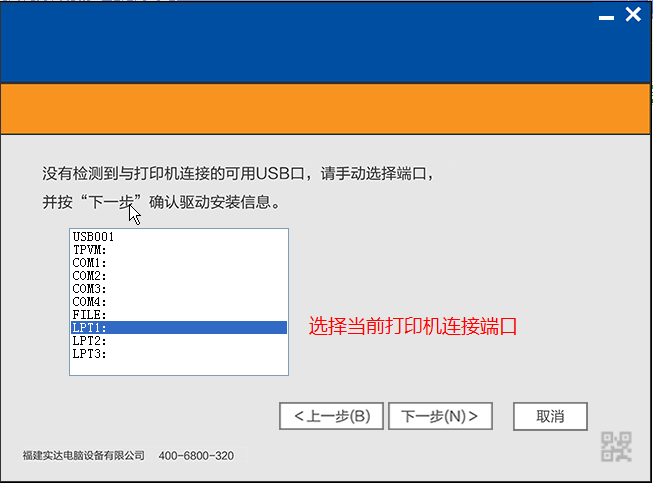 没有检测到与打印机连接的可用USB口，请手动选择端口，
并按“下一步”确认驱动安装信息。
USB001
TPVM:
COM1:
COM2:
COM3:
COM4:
FILE:
LPT1:
LPT2:
LPT3:
选择当前打印机连接端口
<上一步(B)
下一步(N)>
取消
福建实达电脑设备有限公司 400-6800-320